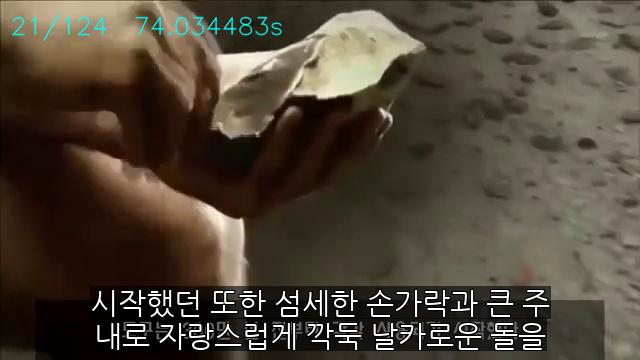 21/124 74.034483s
시작했던 또한 섬세한 손가락과 큰 주
내로 자랑스럽게 깍둑 날카로운 돌을